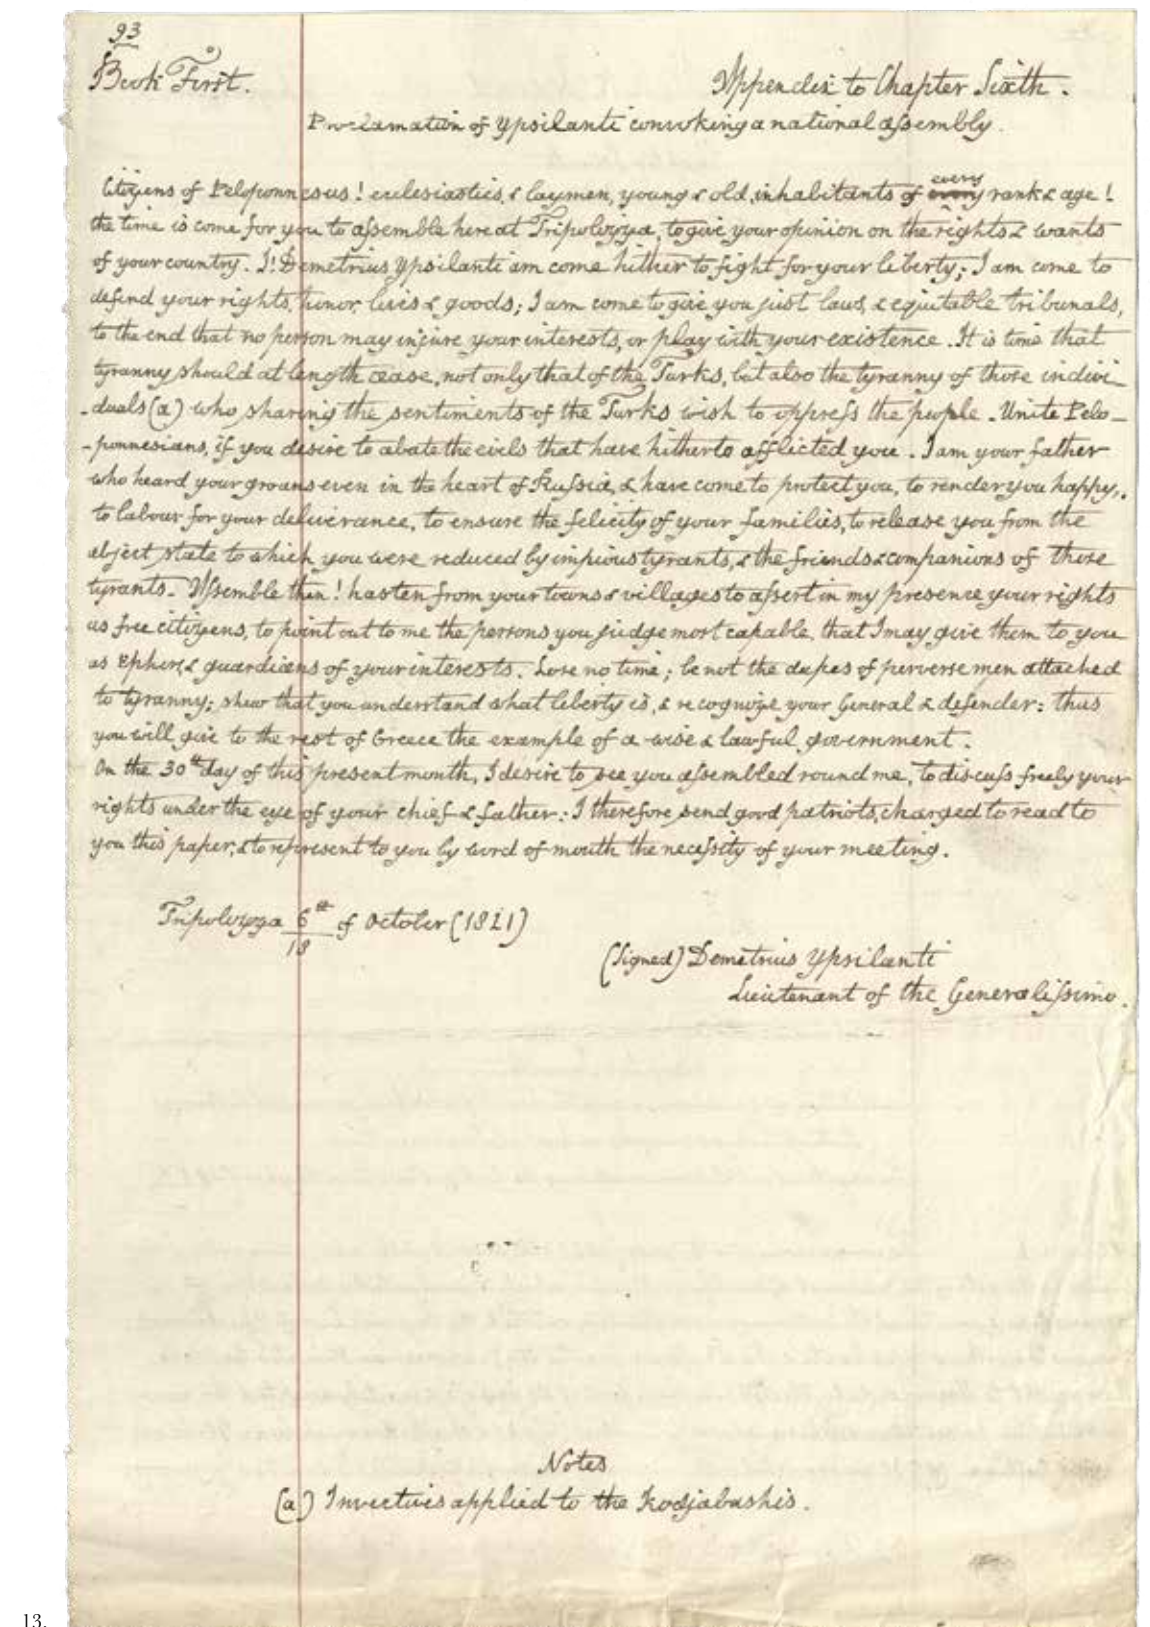 93
Book First.
Appendix to Chapter Sixth.
Proclamation of Ypsilanti convoking a national assembly.
Citizens of Peloponnesus! ecclesiastics, & laymen, young & old, inhabitants of every every rank & age!
the time is come for you to assemble here at Tripolizza, to give your opinion on the rights & wants
of your country. I! Demetrius Ypsilanti am come hither to fight for your liberty; I am come to
defend your rights, honor, lives & goods; I am come to give you just laws, & equitable tribunals,
to the end that no person may injure your interests, or play with your existence. It is time that
tyranny should at length cease, not only that of the Turks, but also the tyranny of those indivi-
-duals (a) who sharing the sentiments of the Turks wish to oppress the people. Unite Pelo-
-ponnesians, if you desire to abate the evils that have hitherto afflicted you. I am your father
who heard your groans even in the heart of Russia, & have come to protect you, to render you happy,
to labour for your deliverance, to ensure the felicity of your families, to release you from the
abject state to which you were reduced by impious tyrants, & the friends & companions of those
tyrants. Assemble then! hasten from your towns & villages to assert in my presence your rights
as free citizens, to point out to me the persons you judge most capable, that I may give them to you
as Ephors, & guardians of your interests. Lose no time; be not the dupes of perverse men attached
to tyranny; shew that you understand what liberty is, & recognize your General & defender: thus
you will give to the rest of Greece the example of a wise & lawful government.
On the 30th day of this present month, I desire to see you assembled round me, to discuss freely your
rights under the eye of your chief & father: I therefore send good patriots, charged to read to
you this paper, & to represent to you by word of mouth the necessity of your meeting.
Tripolizza 6th/18 of October (1821)
(Signed) Demetrius Ypsilanti
Lieutenant of the Generalissimo.
Notes
(a) Invectives applied to the Kodjabashis.
13.